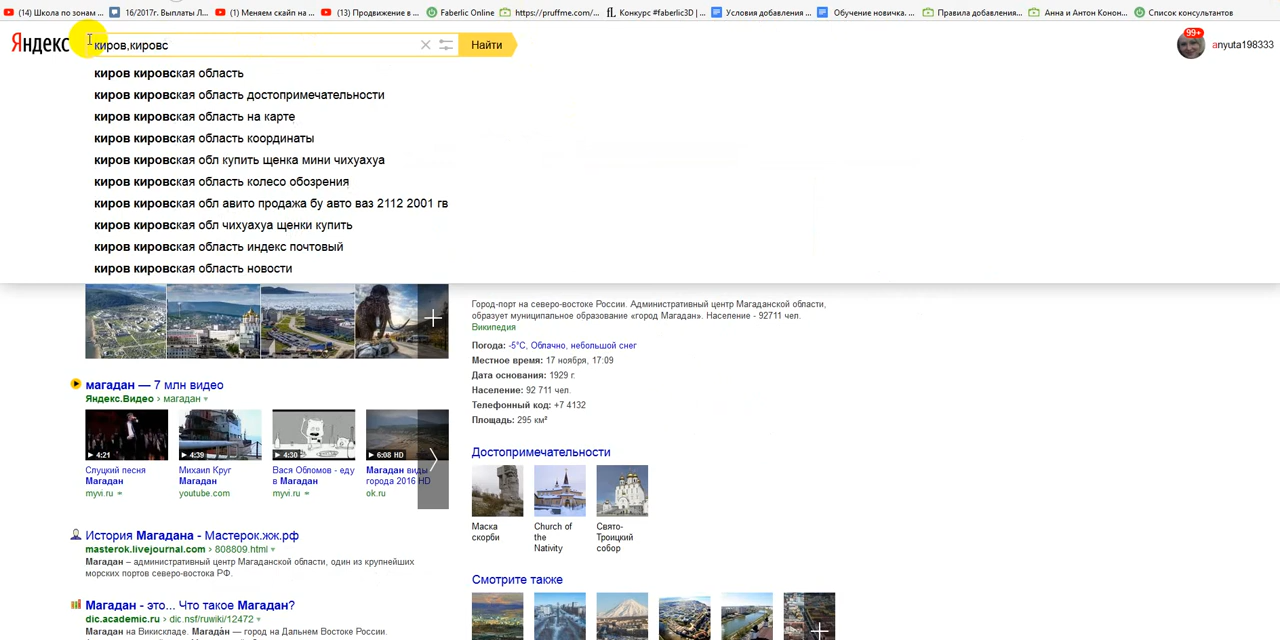 (14) Школа по зонам ...
16/2017г. Выплаты Л...
(1) Меняем скайп на ...
(13) Продвижение в ...
Faberlic Online
https://pruffme.com/...
Конкурс #faberlic3D | ...
Условия добавления...
Обучение новичка. ...
Правила добавления...
Анна и Антон Конон...
Список консультантов
Яндекс
киров,кировс
Найти
99+
anyuta198333
киров кировская область
киров кировская область достопримечательности
киров кировская область на карте
киров кировская область координаты
киров кировская обл купить щенка мини чихуахуа
киров кировская область колесо обозрения
киров кировская обл авито продажа бу авто ваз 2112 2001 гв
киров кировская обл чихуахуа щенки купить
киров кировская область индекс почтовый
киров кировская область новости
магадан — 7 млн видео
Яндекс.Видео › магадан
4:21
4:39
4:30
6:08 HD
Слуцкий песня
Магадан
myvi.ru
Михаил Круг
Магадан
youtube.com
Вася Обломов - еду
в Магадан
myvi.ru
Магадан виды
города 2016 HD
ok.ru
История Магадана - Мастерок.жж.рф
masterok.livejournal.com › 808809.html
Магадан – административный центр Магаданской области, один из крупнейших
морских портов северо-востока РФ.
Магадан - это... Что такое Магадан?
dic.academic.ru › dic.nsf/ruwiki/12472
Магадан на Викискладе. Магада́н — город на Дальнем Востоке России.
Город-порт на северо-востоке России. Административный центр Магаданской области,
образует муниципальное образование «город Магадан». Население - 92711 чел.
Википедия
Погода: -5°C, Облачно, небольшой снег
Местное время: 17 ноября, 17:09
Дата основания: 1929 г.
Население: 92 711 чел.
Телефонный код: +7 4132
Площадь: 295 км²
Достопримечательности
Маска
скорби
Church of
the
Nativity
Свято-
Троицкий
собор
Смотрите также